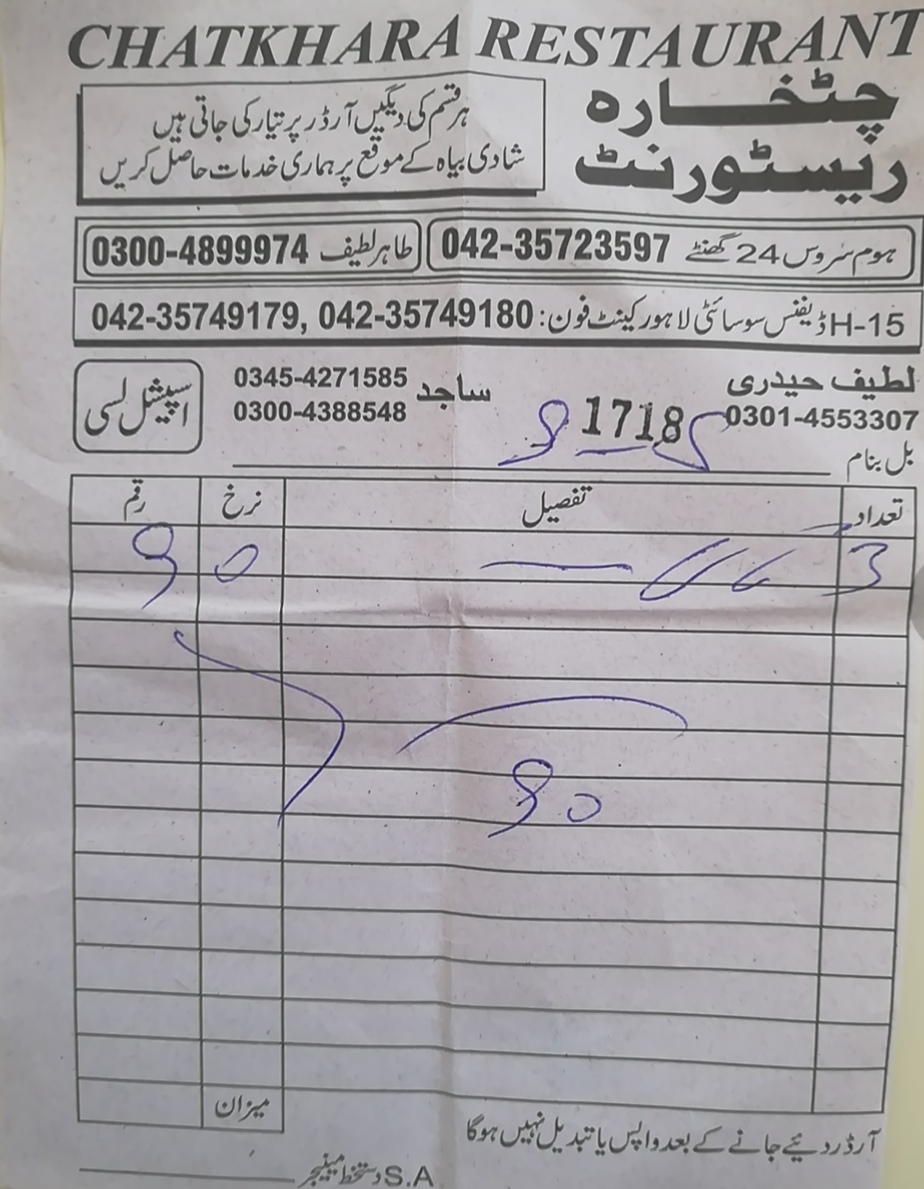 CHATKHARA RESTAURANT
چٹخارہ
ریسٹورنٹ
ہر قسم کی دیگیں آرڈر پر تیار کی جاتی ہیں
شادی بیاہ کے موقع پر ہماری خدمات حاصل کریں
ہوم سروس 24 گھنٹے 042-35723597
طاہر لطیف 0300-4899974
H-15 ڈیفنس سوسائٹی لاہور کینٹ فون: 042-35749179, 042-35749180
لطیف حیدری
0301-4553307
ساجد 0345-4271585
0300-4388548
اسپیشل لسی
1718
بل بنام
تعداد تفصیل نرخ رقم
3 90
90
میزان
آرڈر دئیے جانے کے بعد واپس یا تبدیل نہیں ہوگا
S.A دستخط مینیجر